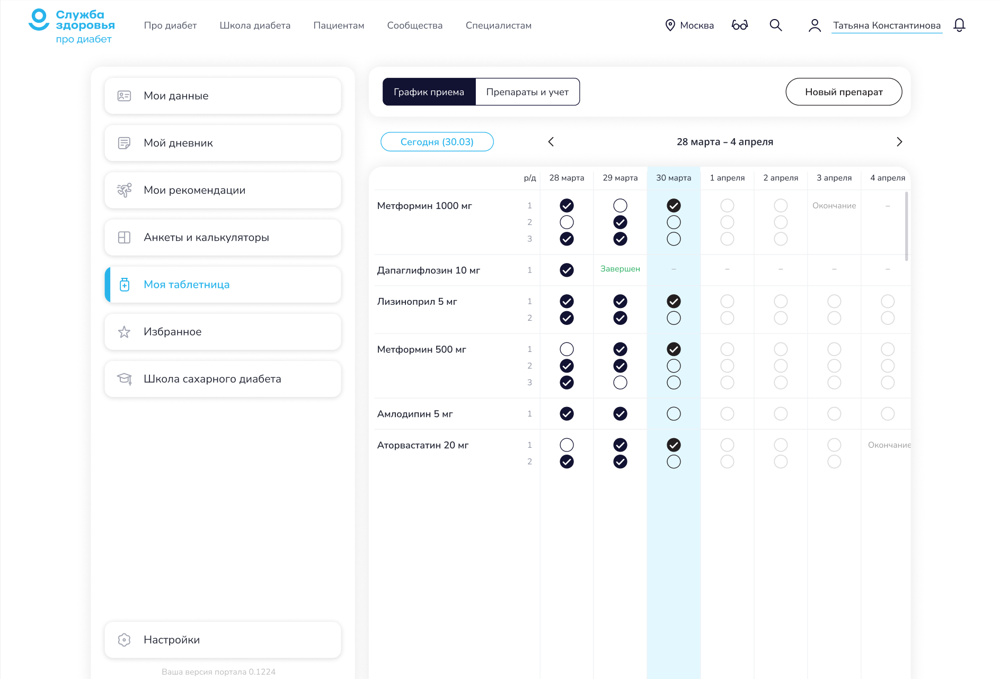 Служба
здоровья
про диабет
Про диабет
Школа диабета
Пациентам
Сообщества
Специалистам
Москва
Татьяна Константинова
Мои данные
Мой дневник
Мои рекомендации
Анкеты и калькуляторы
Моя таблетница
Избранное
Школа сахарного диабета
Настройки
Ваша версия портала 0.1224
График приема
Препараты и учет
Новый препарат
Сегодня (30.03)
28 марта – 4 апреля
р/д 28 марта 29 марта 30 марта 1 апреля 2 апреля 3 апреля 4 апреля
Метформин 1000 мг 1 Окончание –
2
3
Дапаглифлозин 10 мг 1 Завершен – – – – –
Лизиноприл 5 мг 1
2
Метформин 500 мг 1
2
3
Амлодипин 5 мг 1
Аторвастатин 20 мг 1 Окончание
2